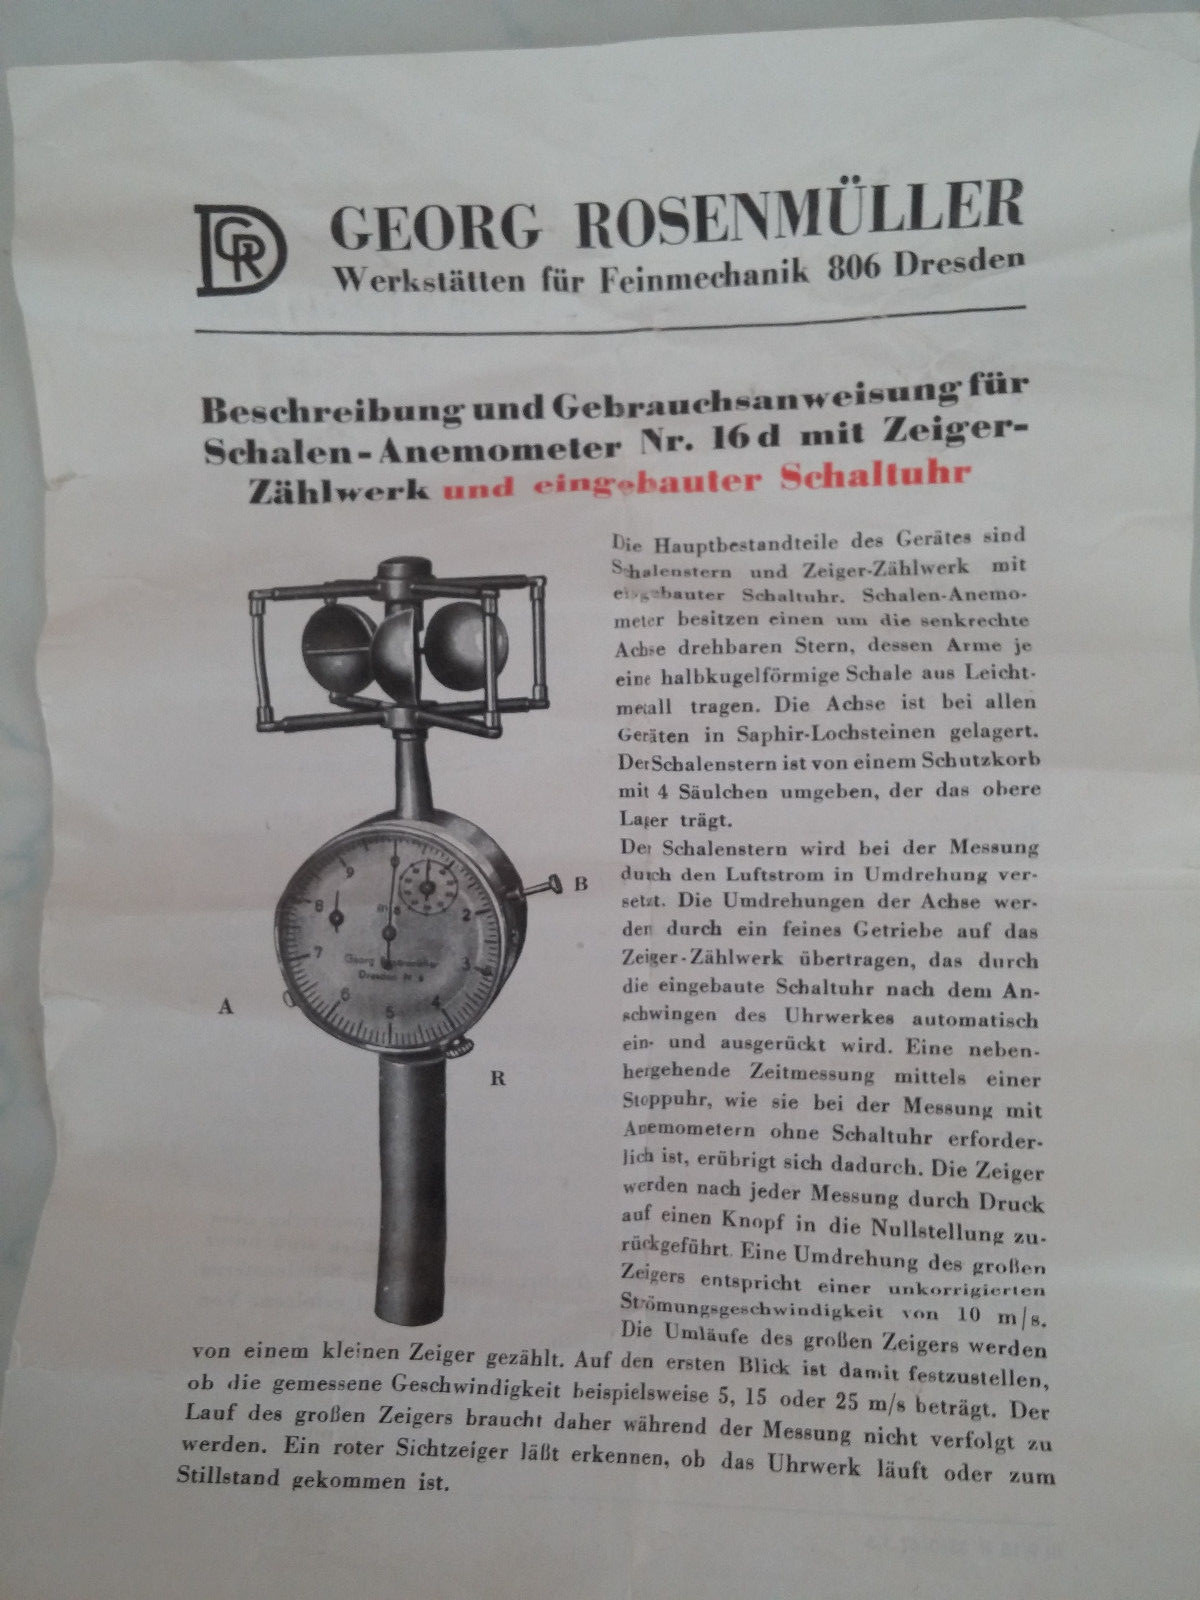 GR
GEORG ROSENMÜLLER
Werkstätten für Feinmechanik 806 Dresden
Beschreibung und Gebrauchsanweisung für
Schalen-Anemometer Nr. 16 d mit Zeiger-
Zählwerk und eingebauter Schaltuhr
Die Hauptbestandteile des Gerätes sind
Schalenstern und Zeiger-Zählwerk mit
eingebauter Schaltuhr. Schalen-Anemo-
meter besitzen einen um die senkrechte
Achse drehbaren Stern, dessen Arme je
eine halbkugelförmige Schale aus Leicht-
metall tragen. Die Achse ist bei allen
Geräten in Saphir-Lochsteinen gelagert.
Der Schalenstern ist von einem Schutzkorb
mit 4 Säulchen umgeben, der das obere
Lager trägt.
Der Schalenstern wird bei der Messung
durch den Luftstrom in Umdrehung ver-
setzt. Die Umdrehungen der Achse wer-
den durch ein feines Getriebe auf das
Zeiger-Zählwerk übertragen, das durch
die eingebaute Schaltuhr nach dem An-
schwingen des Uhrwerkes automatisch
ein- und ausgerückt wird. Eine neben-
hergehende Zeitmessung mittels einer
Stoppuhr, wie sie bei der Messung mit
Anemometern ohne Schaltuhr erforder-
lich ist, erübrigt sich dadurch. Die Zeiger
werden nach jeder Messung durch Druck
auf einen Knopf in die Nullstellung zu-
rückgeführt. Eine Umdrehung des großen
Zeigers entspricht einer unkorrigierten
Strömungsgeschwindigkeit von 10 m/s.
Die Umläufe des großen Zeigers werden
von einem kleinen Zeiger gezählt. Auf den ersten Blick ist damit festzustellen,
ob die gemessene Geschwindigkeit beispielsweise 5, 15 oder 25 m/s beträgt. Der
Lauf des großen Zeigers braucht daher während der Messung nicht verfolgt zu
werden. Ein roter Sichtzeiger läßt erkennen, ob das Uhrwerk läuft oder zum
Stillstand gekommen ist.
B
A
R
9
8
7
6
5
4
3
2
Georg
Dresden